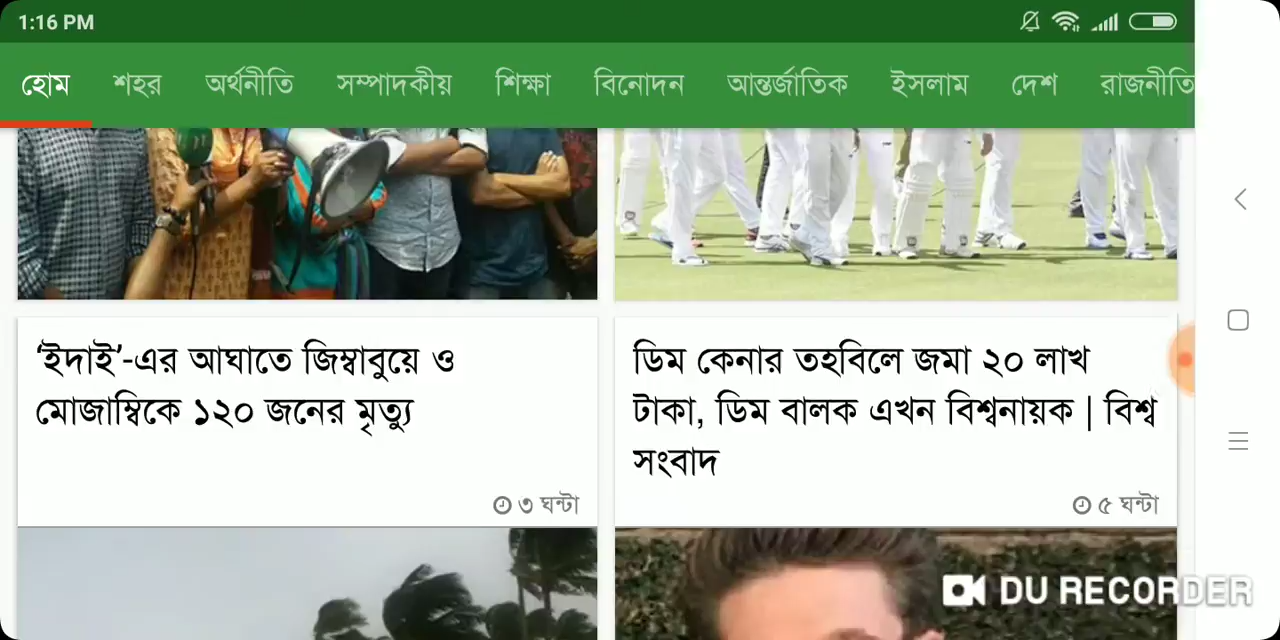 1:16 PM
হোম শহর অর্থনীতি সম্পাদকীয় শিক্ষা বিনোদন আন্তর্জাতিক ইসলাম দেশ রাজনীতি
‘ইদাই’-এর আঘাতে জিম্বাবুয়ে ও
মোজাম্বিকে ১২০ জনের মৃত্যু
৩ ঘন্টা
ডিম কেনার তহবিলে জমা ২০ লাখ
টাকা, ডিম বালক এখন বিশ্বনায়ক | বিশ্ব
সংবাদ
৫ ঘন্টা
DU RECORDER